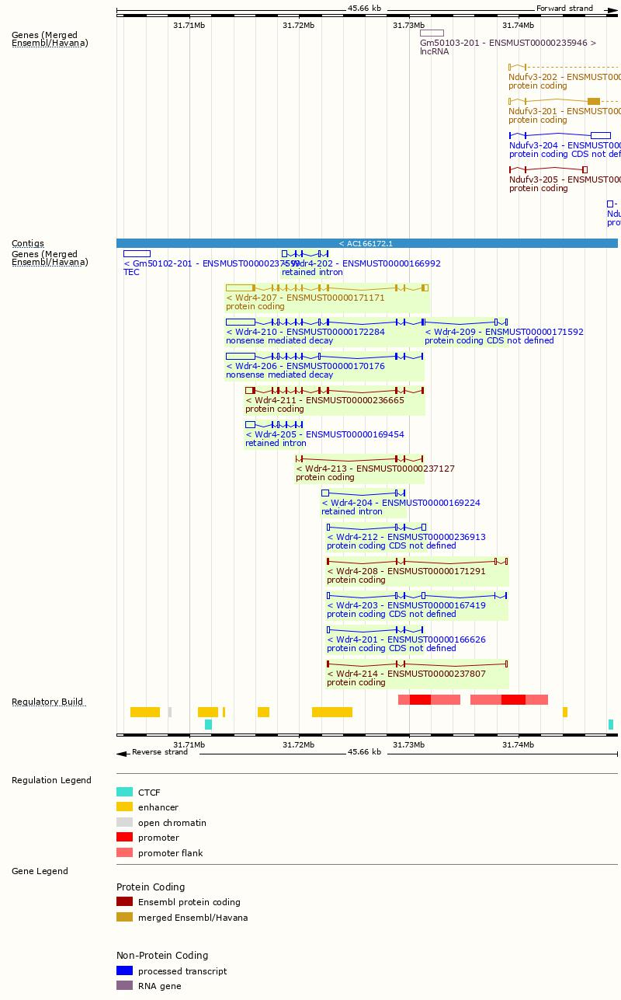 45.66 kb Forward strand
31.71Mb 31.72Mb 31.73Mb 31.74Mb
Genes (Merged
Ensembl/Havana)
Gm50103-201 - ENSMUST00000235946 >
lncRNA
Ndufv3-202 - ENSMUST000
protein coding
Ndufv3-201 - ENSMUST000
protein coding
Ndufv3-204 - ENSMUST000
protein coding CDS not def
Ndufv3-205 - ENSMUST000
protein coding
Ndu
prot
Contigs
< AC166172.1
Genes (Merged
Ensembl/Havana)
< Gm50102-201 - ENSMUST00000237599
TEC
< Wdr4-202 - ENSMUST00000166992
retained intron
< Wdr4-207 - ENSMUST00000171171
protein coding
< Wdr4-210 - ENSMUST00000172284
nonsense mediated decay
< Wdr4-209 - ENSMUST00000171592
protein coding CDS not defined
< Wdr4-206 - ENSMUST00000170176
nonsense mediated decay
< Wdr4-211 - ENSMUST00000236665
protein coding
< Wdr4-205 - ENSMUST00000169454
retained intron
< Wdr4-213 - ENSMUST00000237127
protein coding
< Wdr4-204 - ENSMUST00000169224
retained intron
< Wdr4-212 - ENSMUST00000236913
protein coding CDS not defined
< Wdr4-208 - ENSMUST00000171291
protein coding
< Wdr4-203 - ENSMUST00000167419
protein coding CDS not defined
< Wdr4-201 - ENSMUST00000166626
protein coding CDS not defined
< Wdr4-214 - ENSMUST00000237807
protein coding
Regulatory Build
31.71Mb 31.72Mb 31.73Mb 31.74Mb
Reverse strand 45.66 kb
Regulation Legend
CTCF
enhancer
open chromatin
promoter
promoter flank
Gene Legend
Protein Coding
Ensembl protein coding
merged Ensembl/Havana
Non-Protein Coding
processed transcript
RNA gene